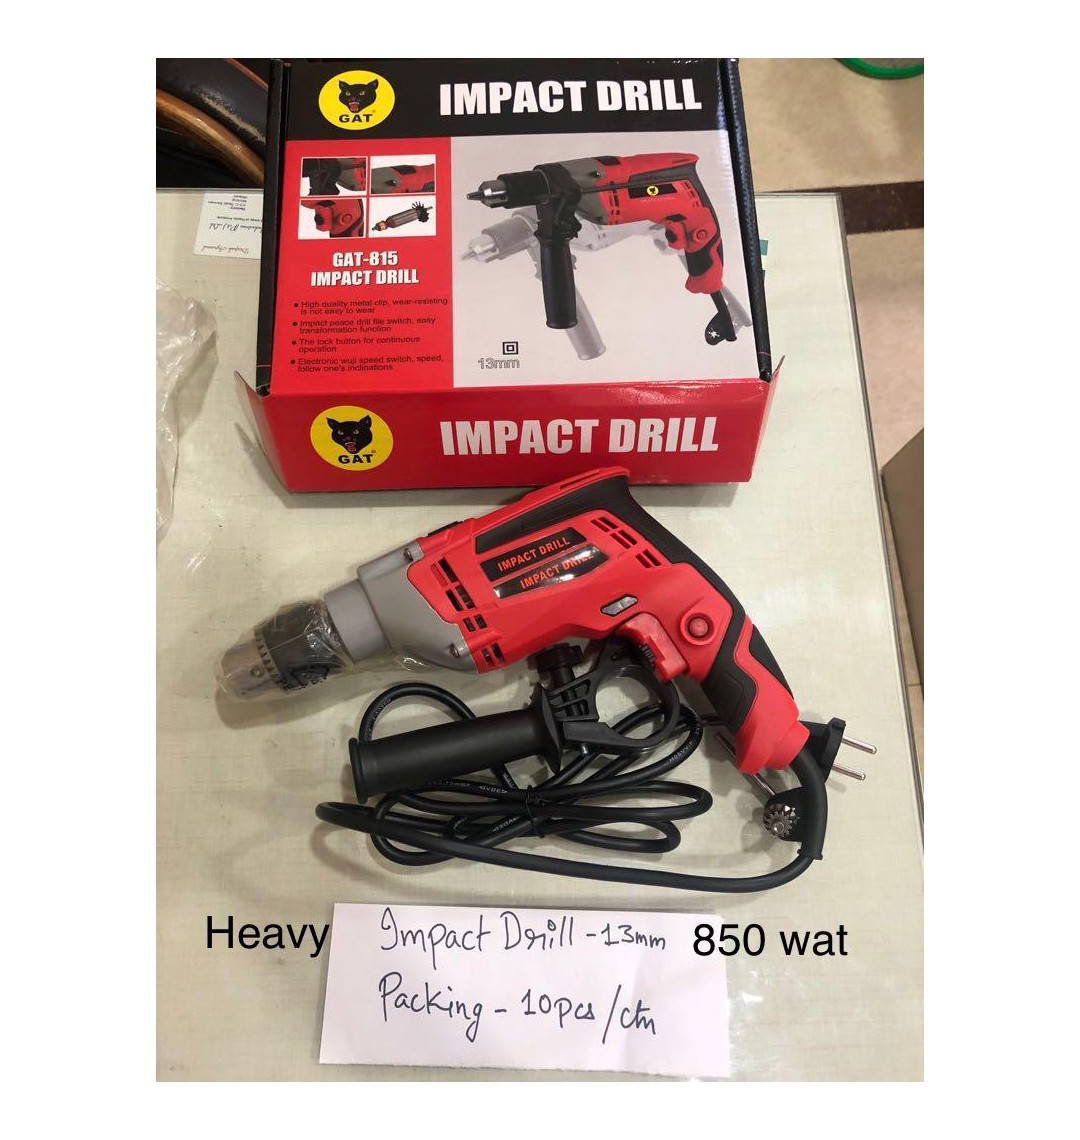 GAT
IMPACT DRILL
GAT-815
IMPACT DRILL
High quality metal clip, wear-resisting
is not easy to wear
Impact peace drill file switch, easy
transformation function
The lock button for continuous
operation
Electronic wuji speed switch, speed,
follow one's inclinations
13mm
GAT
IMPACT DRILL
IMPACT DRILL
IMPACT DRILL
Heavy Impact Drill - 13mm 850 wat
Packing - 10pcs/ctn